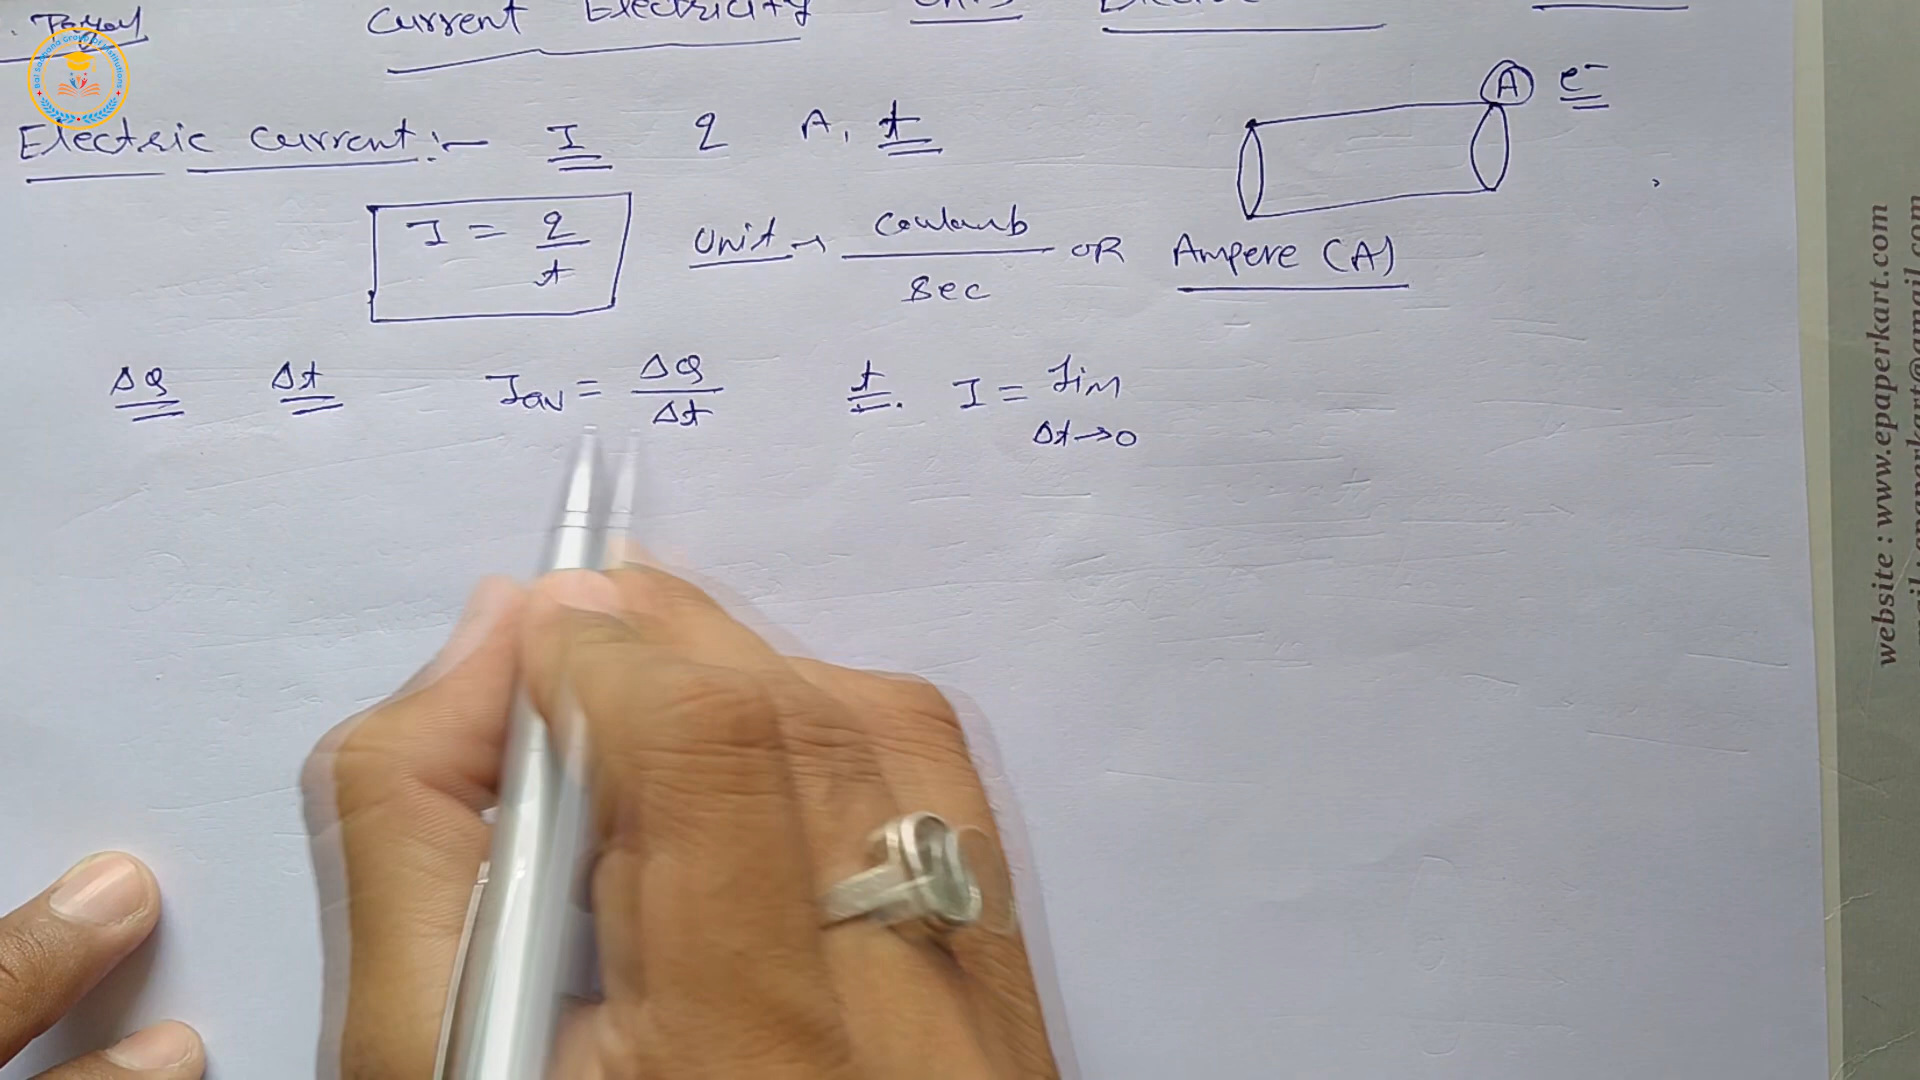 Current Electricity Unit
Electric Current :- I q A, t
A e-
I = q/t Unit → Coulomb/Sec OR Ampere (A)
ΔQ Δt Iav = ΔQ/Δt t. I = lim Δt→0
website : www.epaperkart.com